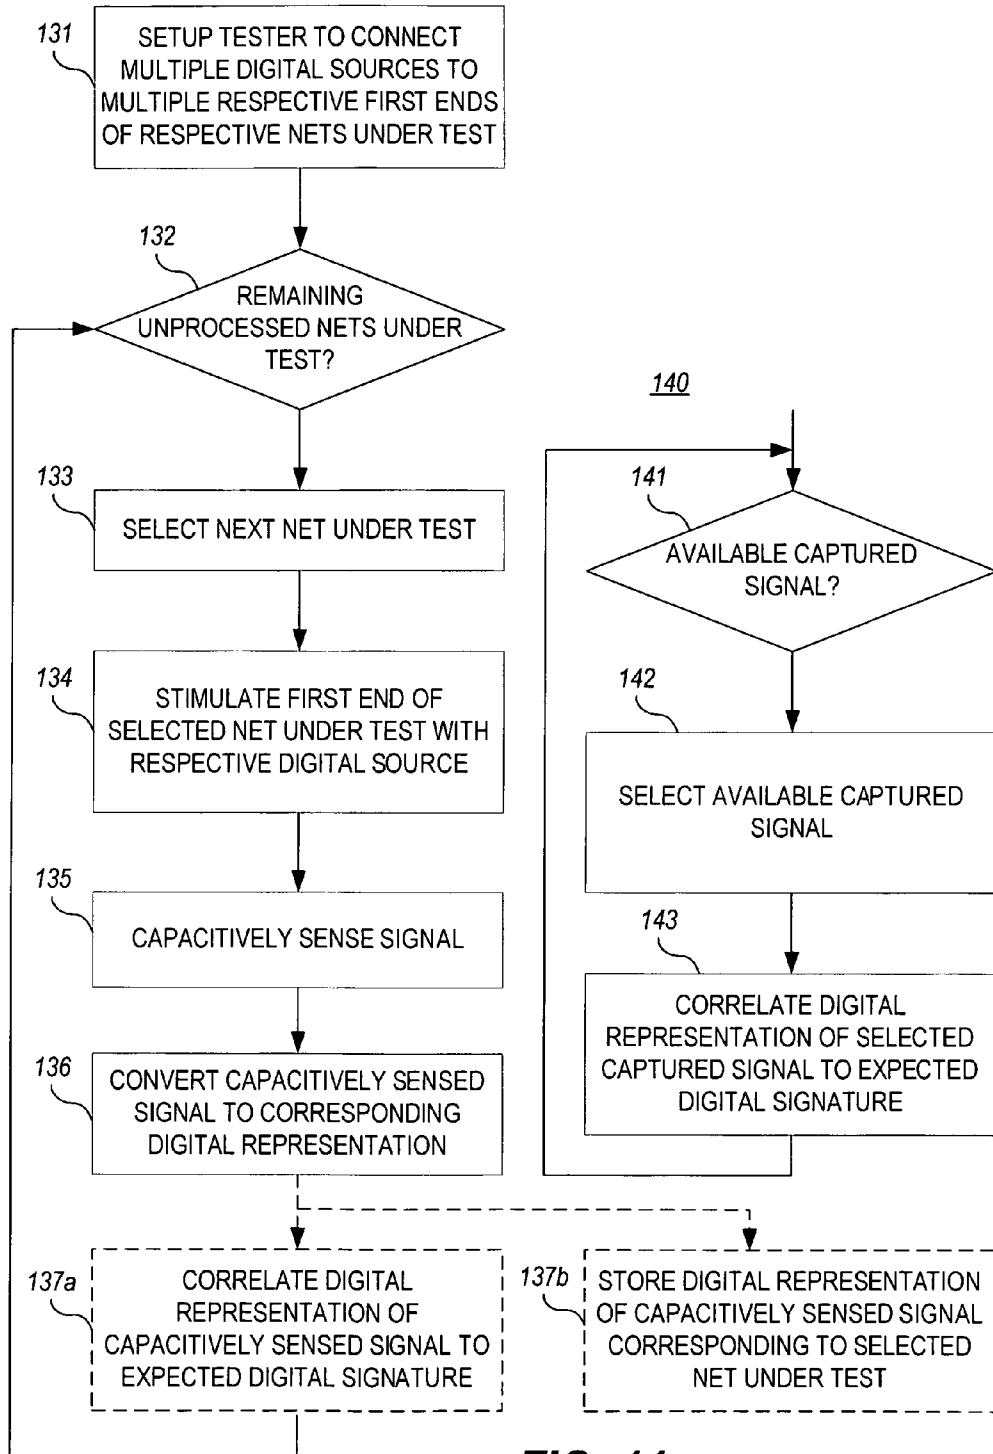 131
SETUP TESTER TO CONNECT
MULTIPLE DIGITAL SOURCES TO
MULTIPLE RESPECTIVE FIRST ENDS
OF RESPECTIVE NETS UNDER TEST
132
REMAINING
UNPROCESSED NETS UNDER
TEST?
133
SELECT NEXT NET UNDER TEST
134
STIMULATE FIRST END OF
SELECTED NET UNDER TEST WITH
RESPECTIVE DIGITAL SOURCE
135
CAPACITIVELY SENSE SIGNAL
136
CONVERT CAPACITIVELY SENSED
SIGNAL TO CORRESPONDING
DIGITAL REPRESENTATION
137a
CORRELATE DIGITAL
REPRESENTATION OF
CAPACITIVELY SENSED SIGNAL TO
EXPECTED DIGITAL SIGNATURE
137b
STORE DIGITAL REPRESENTATION
OF CAPACITIVELY SENSED SIGNAL
CORRESPONDING TO SELECTED
NET UNDER TEST
140
141
AVAILABLE CAPTURED
SIGNAL?
142
SELECT AVAILABLE CAPTURED
SIGNAL
143
CORRELATE DIGITAL
REPRESENTATION OF SELECTED
CAPTURED SIGNAL TO EXPECTED
DIGITAL SIGNATURE